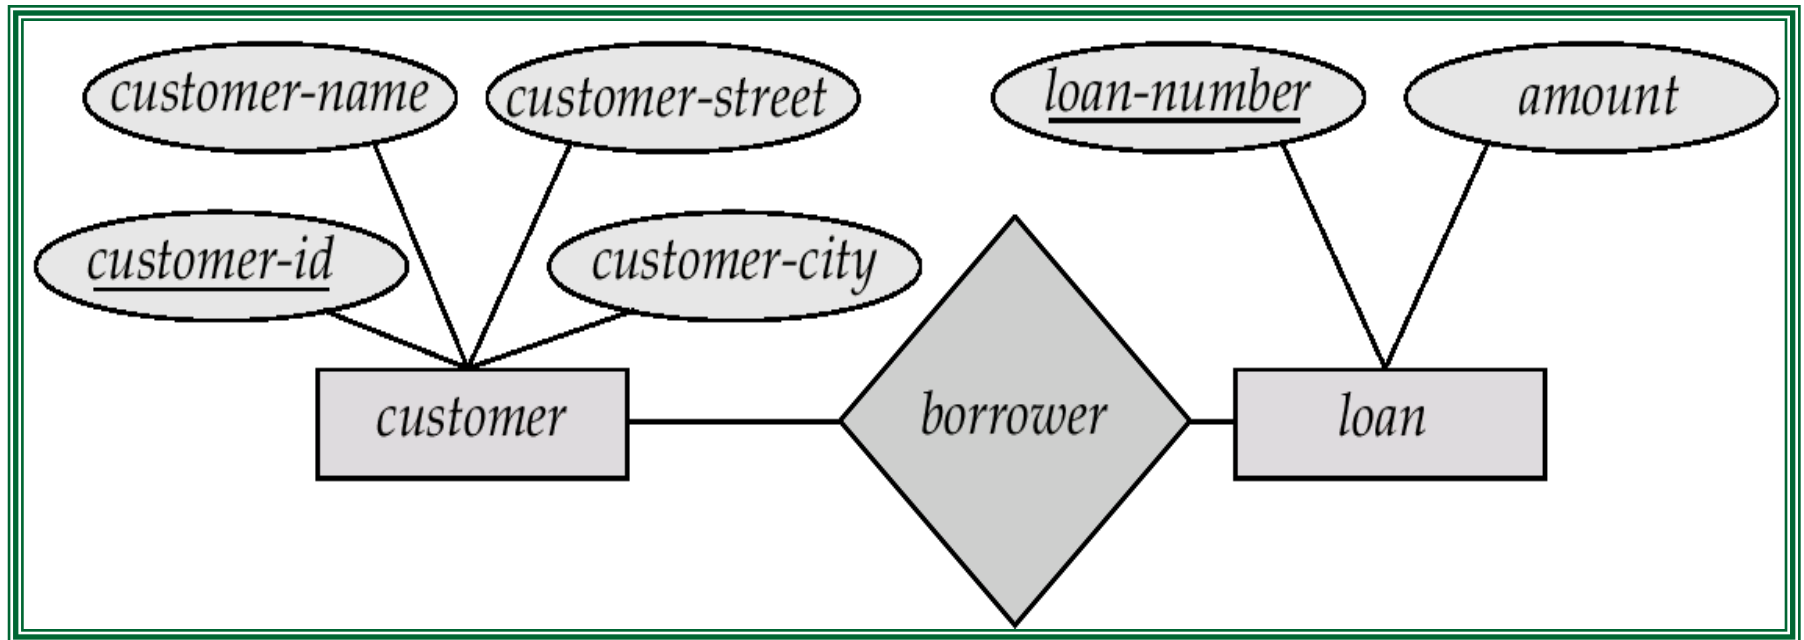 customer-name
customer-street
loan-number
amount
customer-id
customer-city
customer
borrower
loan